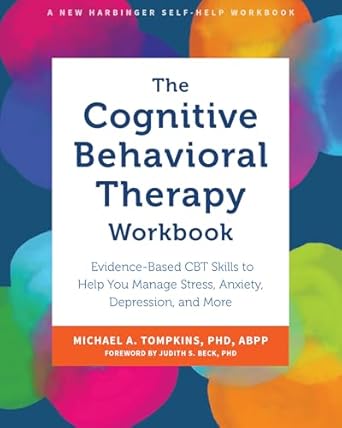 A NEW HARBINGER SELF-HELP WORKBOOK
The
Cognitive
Behavioral
Therapy
Workbook
Evidence-Based CBT Skills to
Help You Manage Stress, Anxiety,
Depression, and More
MICHAEL A. TOMPKINS, PHD, ABPP
FOREWORD BY JUDITH S. BECK, PHD